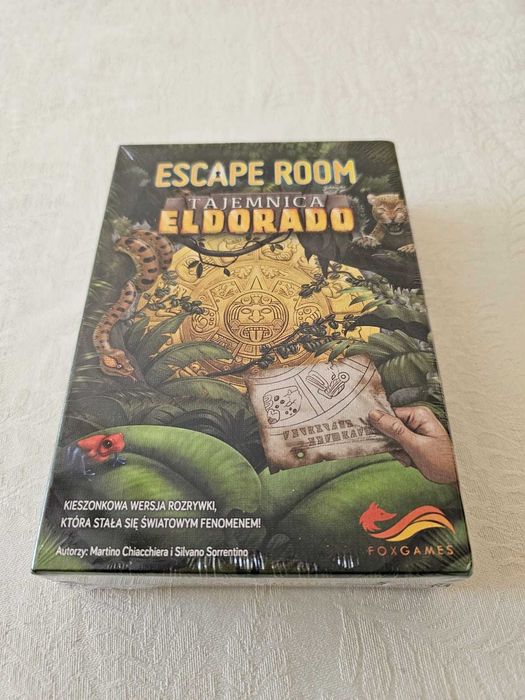 ESCAPE ROOM
TAJEMNICA
ELDORADO
KIESZONKOWA WERSJA ROZRYWKI,
KTÓRA STAŁA SIĘ ŚWIATOWYM FENOMENEM!
Autorzy: Martino Chiacchiera i Silvano Sorrentino
FOXGAMES